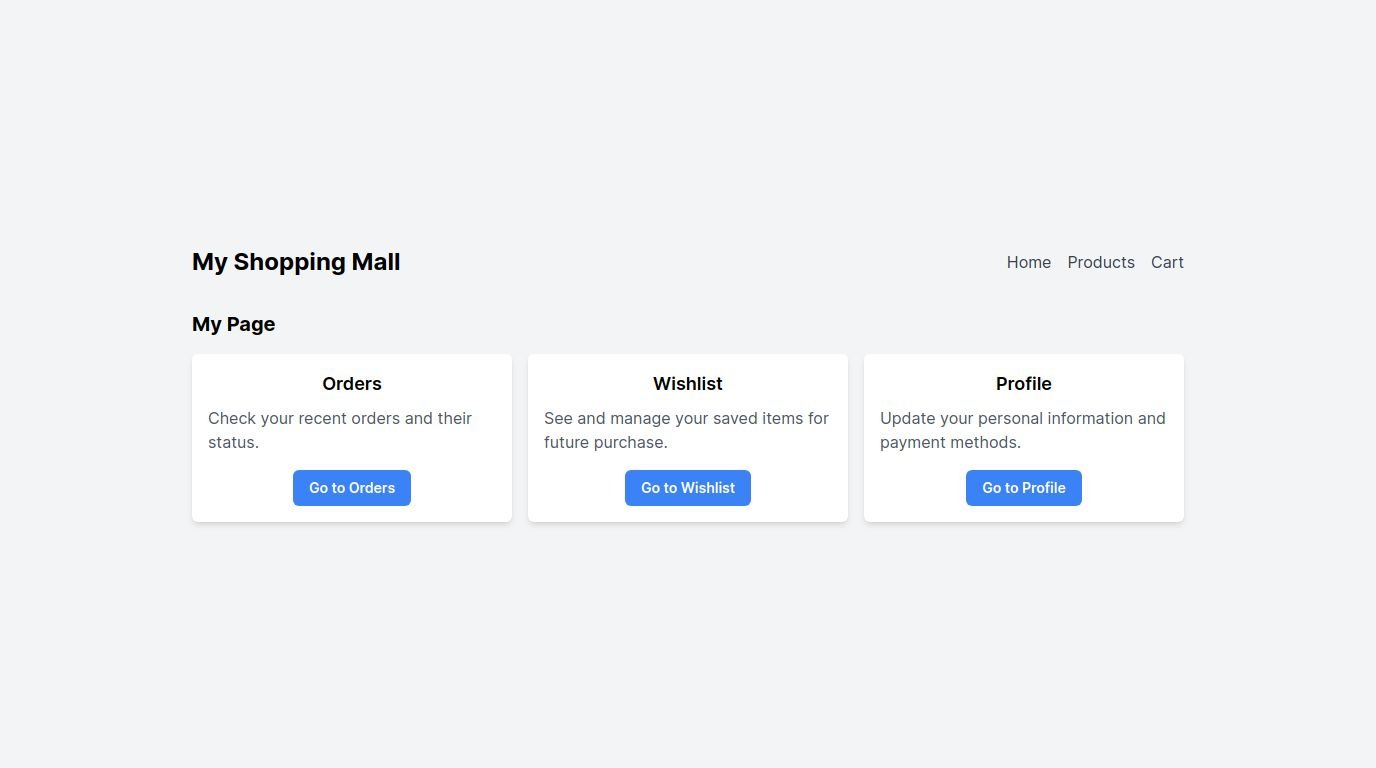 My Shopping Mall
Home Products Cart
My Page
Orders
Check your recent orders and their
status.
Go to Orders
Wishlist
See and manage your saved items for
future purchase.
Go to Wishlist
Profile
Update your personal information and
payment methods.
Go to Profile